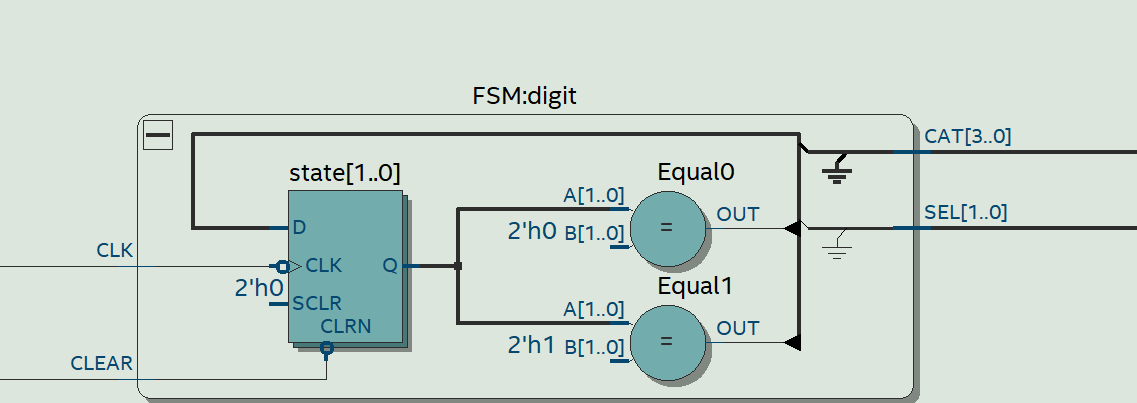 FSM:digit
CAT[3..0]
state[1..0]
Equal0
A[1..0]
OUT
SEL[1..0]
D
2'h0 B[1..0]
=
CLK
CLK
Q
2'h0
SCLR
Equal1
A[1..0]
CLRN
OUT
2'h1 B[1..0]
=
CLEAR